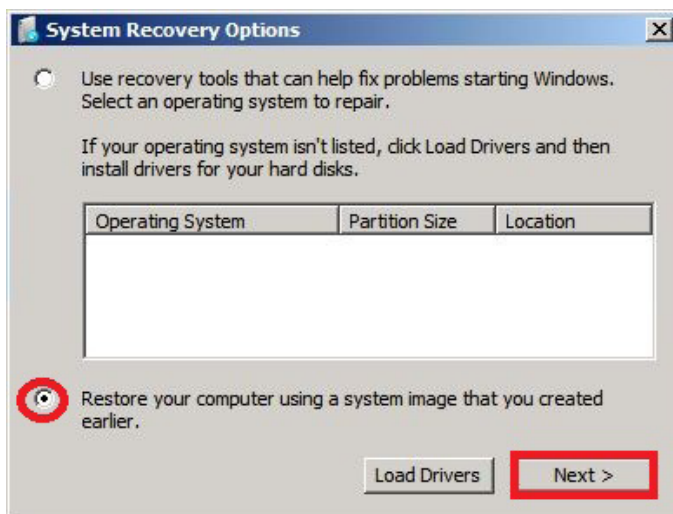 System Recovery Options
Use recovery tools that can help fix problems starting Windows.
Select an operating system to repair.
If your operating system isn't listed, click Load Drivers and then
install drivers for your hard disks.
Operating System Partition Size Location
Restore your computer using a system image that you created
earlier.
Load Drivers Next >